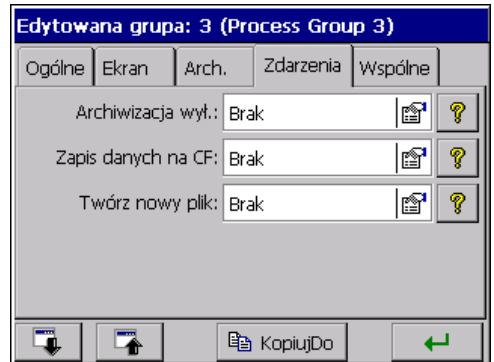 Edytowana grupa: 3 (Process Group 3)
Ogólne Ekran Arch. Zdarzenia Wspólne
Archiwizacja wył.: Brak ?
Zapis danych na CF: Brak ?
Twórz nowy plik: Brak ?
KopiujDo